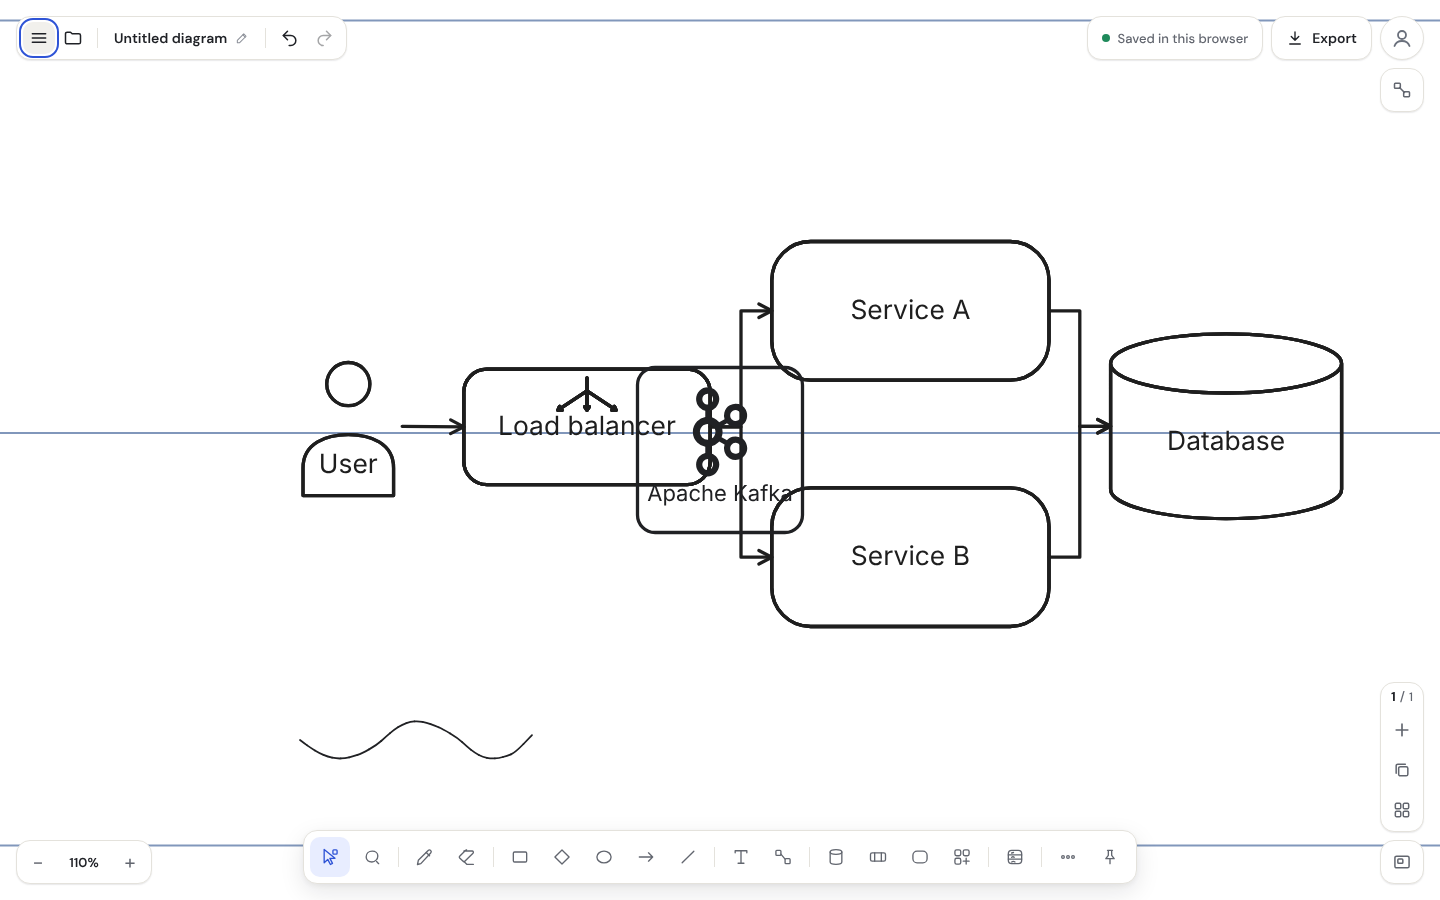 Untitled diagram
Saved in this browser
Export
Service A
Load balancer
User
Database
Apache Kafka
Service B
1 / 1
110%